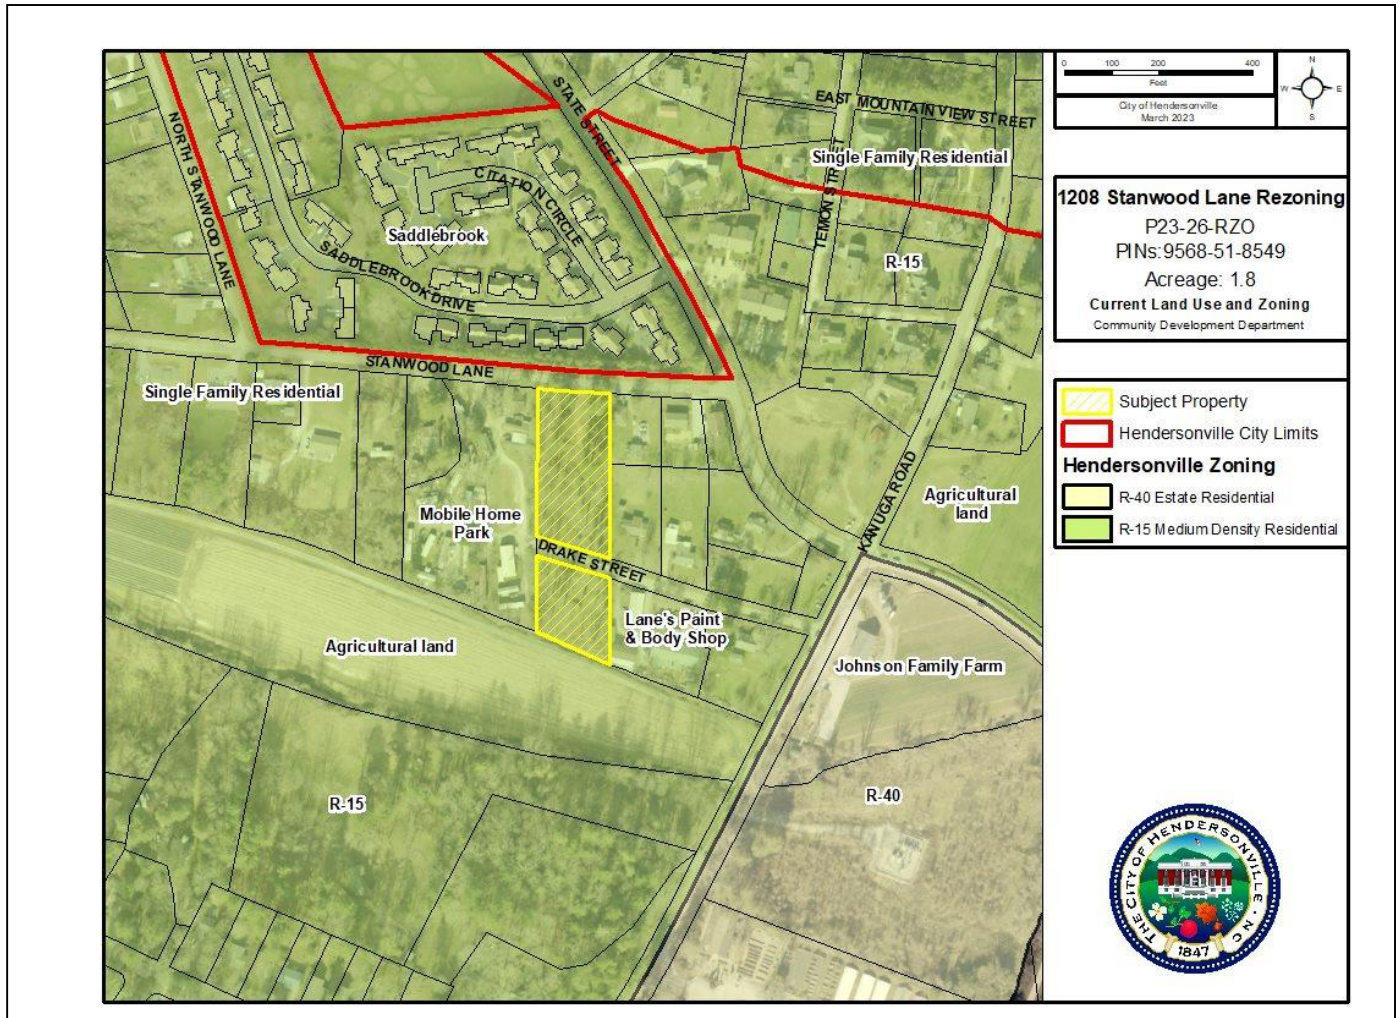 STATE STREET
EAST MOUNTAIN VIEW STREET
NORTH STANWOOD LANE
Single Family Residential
TEMON STREET
CITATION CIRCLE
Saddlebrook
SADDLEBROOK DRIVE
R-15
STANWOOD LANE
Single Family Residential
KANUGA ROAD
Agricultural
land
Mobile Home
Park
DRAKE STREET
Lane's Paint
& Body Shop
Agricultural land
Johnson Family Farm
R-15
R-40
0 100 200 400
Feet
City of Hendersonville
March 2023
N
W E
S
1208 Stanwood Lane Rezoning
P23-26-RZO
PINs:9568-51-8549
Acreage: 1.8
Current Land Use and Zoning
Community Development Department
Subject Property
Hendersonville City Limits
Hendersonville Zoning
R-40 Estate Residential
R-15 Medium Density Residential
THE CITY OF HENDERSONVILLE • NC
1847